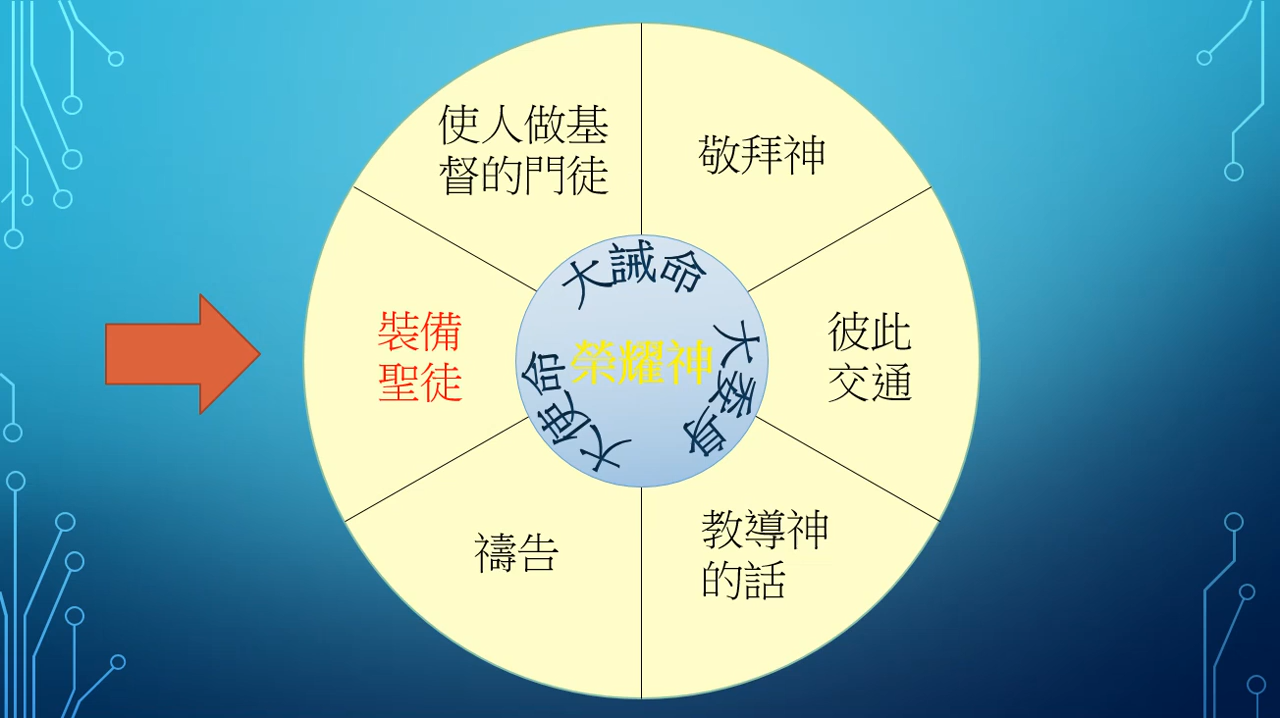 使人做基
督的門徒
敬拜神
大誡命
裝備
聖徒
大使命
榮耀神
大委身
彼此
交通
禱告
教導神
的話